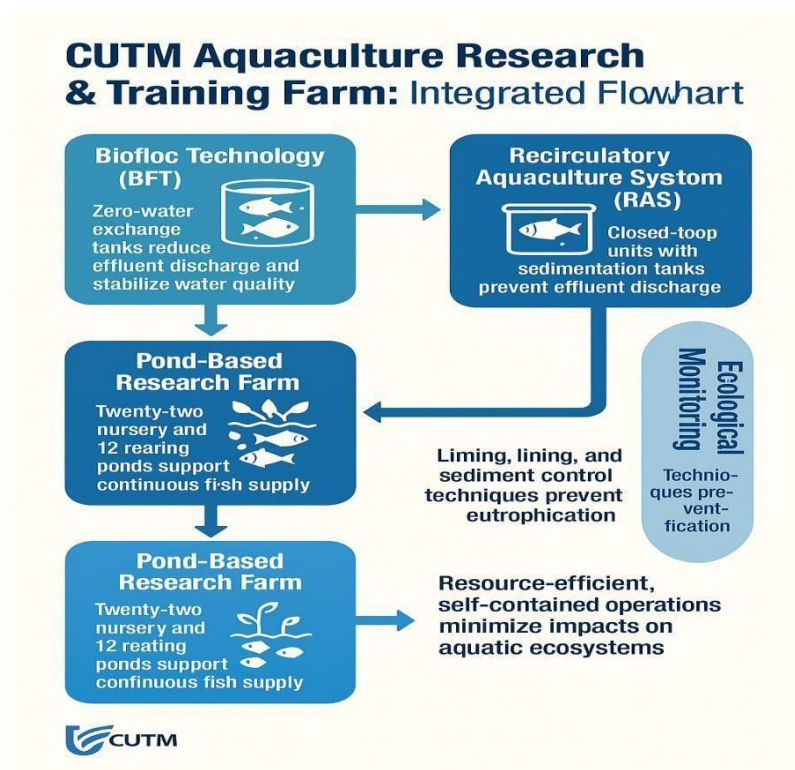 CUTM Aquaculture Research
& Training Farm: Integrated Flowhart
Biofloc Technology
(BFT)
Zero-water
exchange
tanks reduce
effluent discharge and
stabilize water quality
Recirculatory
Aquaculture Systom
(RAS)
Closed-toop
units with
sedimentation tanks
prevent effluent discharge
Pond-Based
Research Farm
Twenty-two
nursery and
12 rearing
ponds support
continuous fish supply
Ecological
Monitoring
Technio-
ques pre-
vent-
fication
Liming, lining, and
sediment control
techniques prevent
eutrophication
Pond-Based
Research Farm
Twenty-two
nursery and
12 reating
ponds support
continuous fish supply
Resource-efficient,
self-contained operations
minimize impacts on
aquatic ecosystems
CUTM